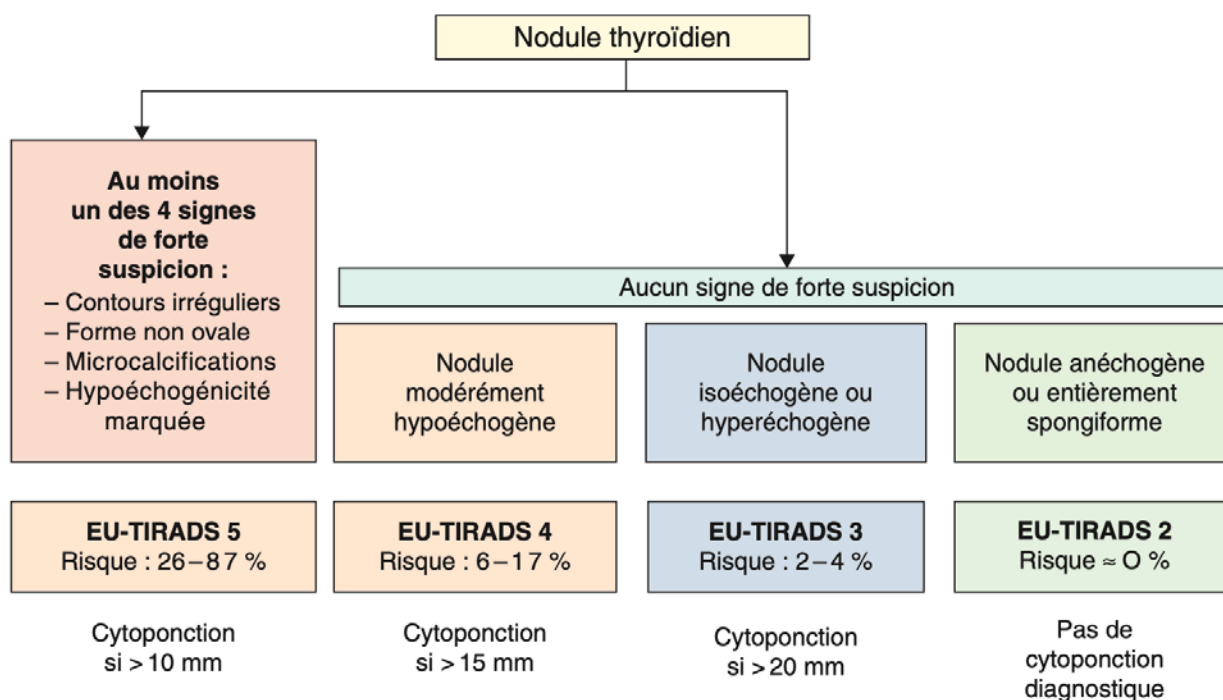 Nodule thyroïdien
Au moins
un des 4 signes
de forte
suspicion :
– Contours irréguliers
– Forme non ovale
– Microcalcifications
– Hypoéchogénicité
marquée
Aucun signe de forte suspicion
Nodule
modérément
hypoéchogène
Nodule
isoéchogène ou
hyperéchogène
Nodule anéchogène
ou entièrement
spongiforme
EU-TIRADS 5
Risque : 26–87 %
EU-TIRADS 4
Risque : 6–17 %
EU-TIRADS 3
Risque : 2–4 %
EU-TIRADS 2
Risque ≈ O %
Cytoponction
si > 10 mm
Cytoponction
si > 15 mm
Cytoponction
si > 20 mm
Pas de
cytoponction
diagnostique